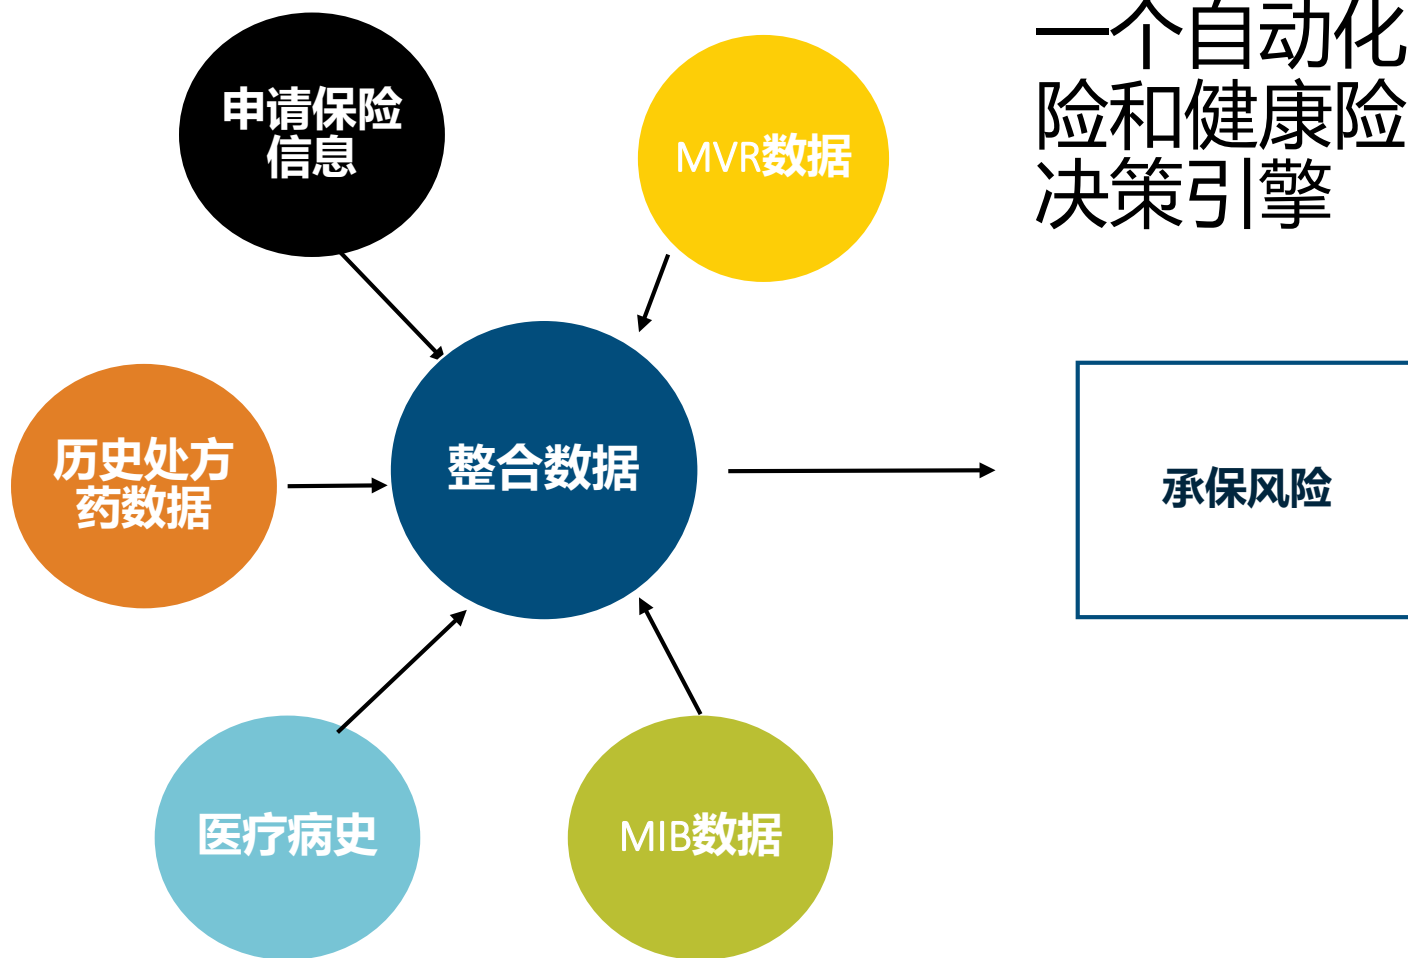 一个自动化
险和健康险
决策引擎
申请保险
信息
MVR数据
历史处方
药数据
整合数据
承保风险
医疗病史
MIB数据